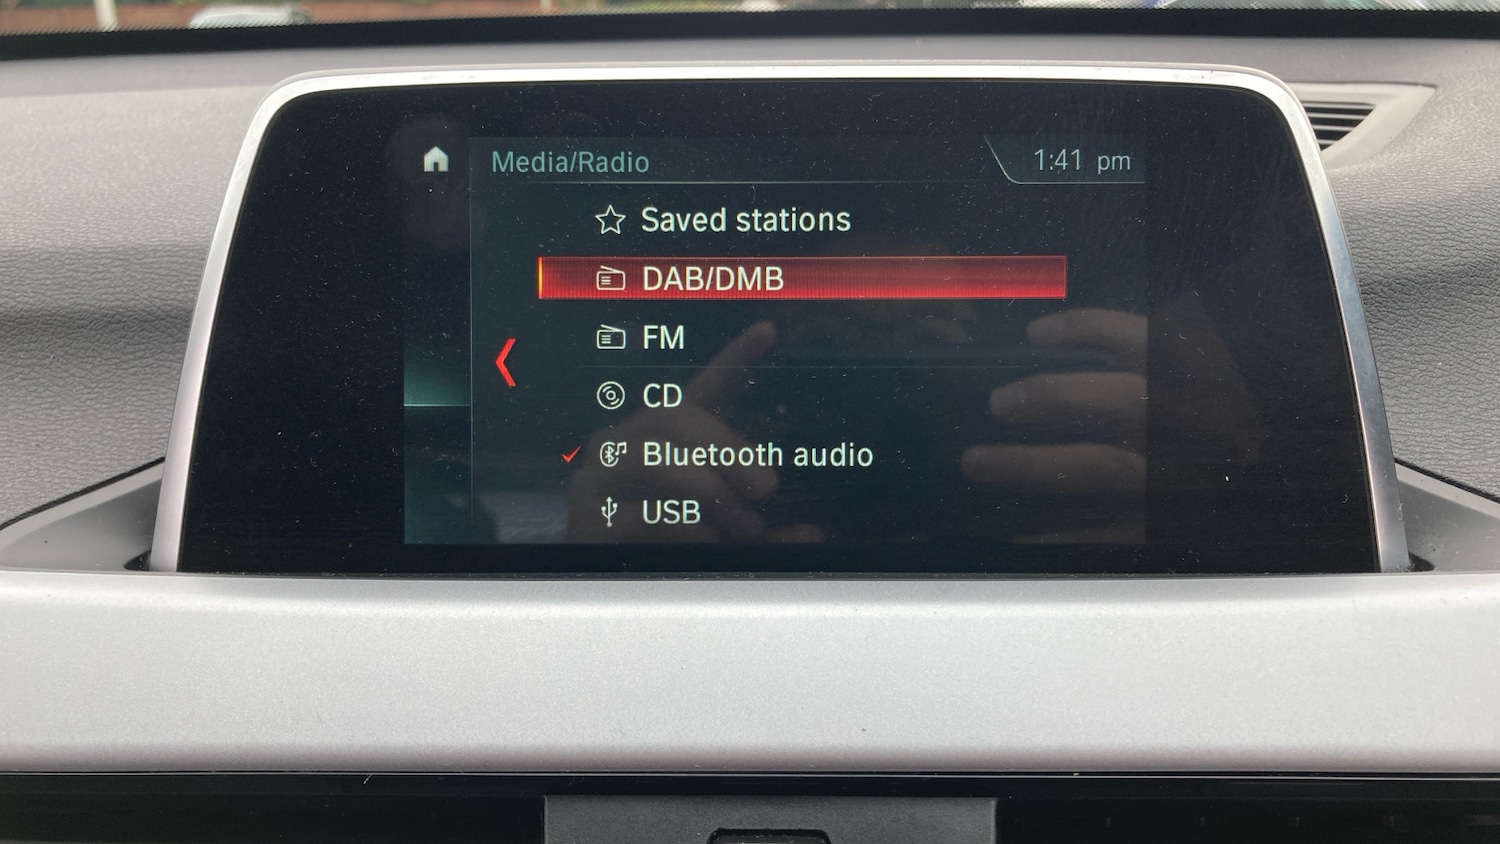 Media/Radio
1:41 pm
Saved stations
DAB/DMB
FM
CD
Bluetooth audio
USB